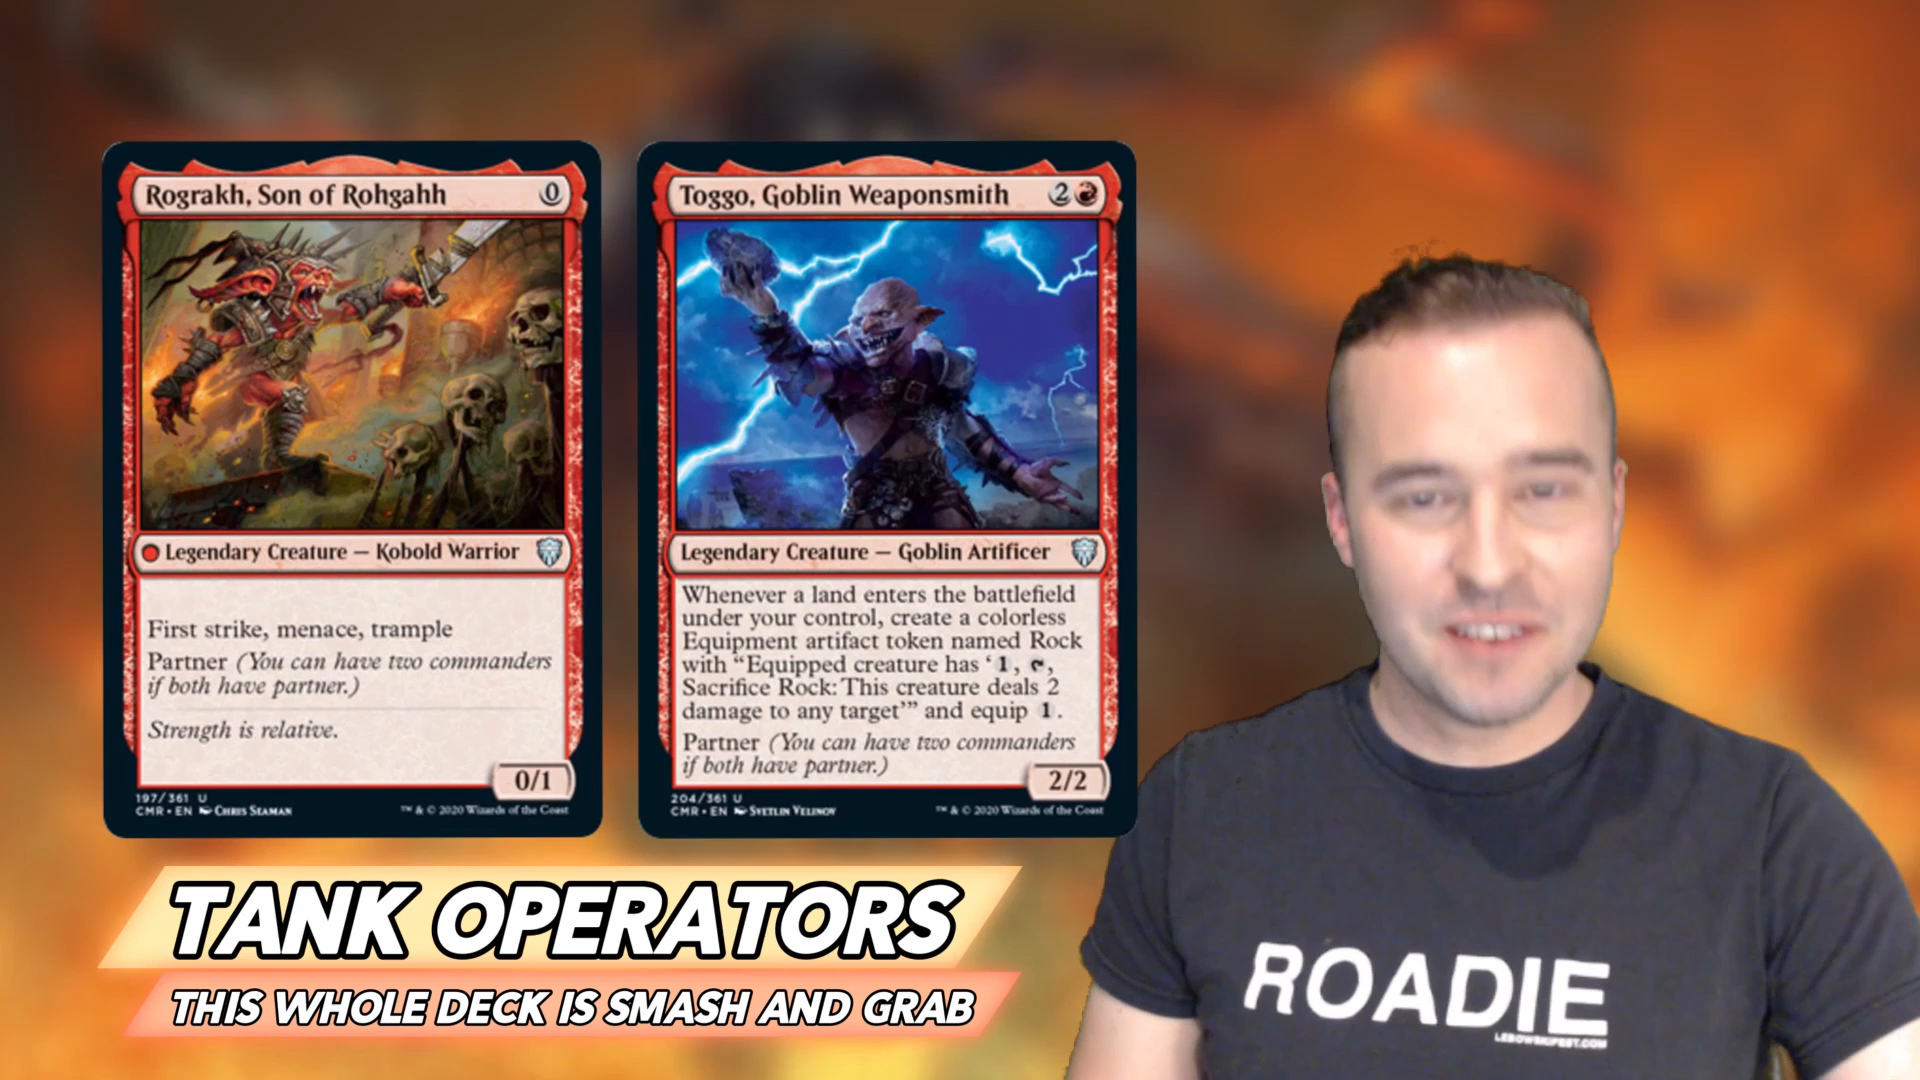 Rograkh, Son of Rohgahh 0
Legendary Creature — Kobold Warrior
First strike, menace, trample
Partner (You can have two commanders
if both have partner.)
Strength is relative.
0/1
197/361 U
CMR • EN Chris Seaman
™ & © 2020 Wizards of the Coast
Toggo, Goblin Weaponsmith 2
Legendary Creature — Goblin Artificer
Whenever a land enters the battlefield
under your control, create a colorless
Equipment artifact token named Rock
with “Equipped creature has ‘1, ,
Sacrifice Rock: This creature deals 2
damage to any target’” and equip 1.
Partner (You can have two commanders
if both have partner.)
2/2
204/361 U
CMR • EN Svetlin Velinov
™ & © 2020 Wizards of the Coast
TANK OPERATORS
THIS WHOLE DECK IS SMASH AND GRAB
ROADIE
LEBOWSKIFEST.COM